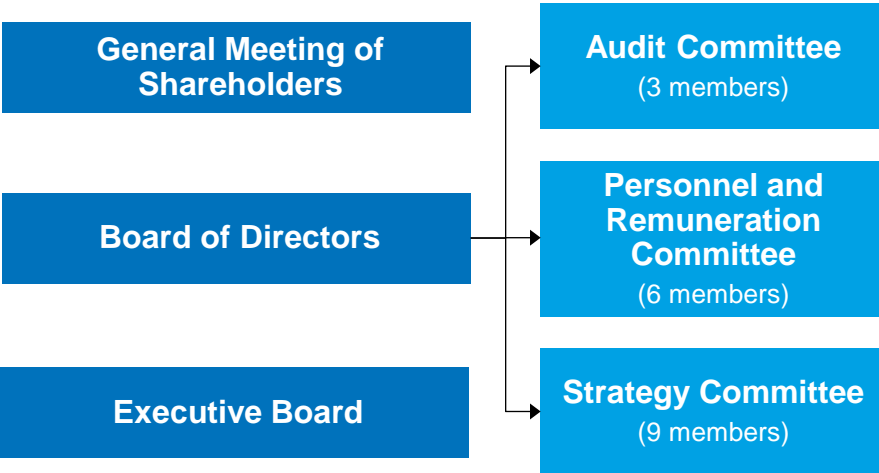 General Meeting of
Shareholders
Audit Committee
(3 members)
Board of Directors
Personnel and
Remuneration
Committee
(6 members)
Executive Board
Strategy Committee
(9 members)